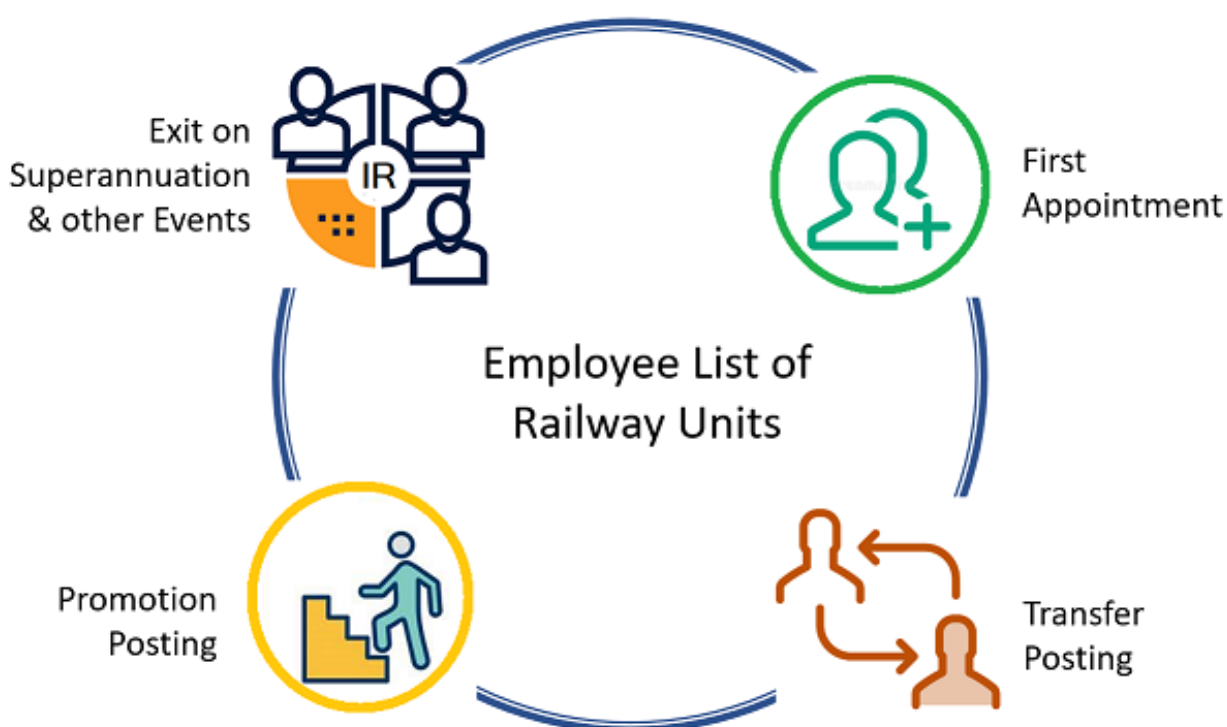 Exit on
Superannuation
& other Events
IR
First
Appointment
Employee List of
Railway Units
Promotion
Posting
Transfer
Posting